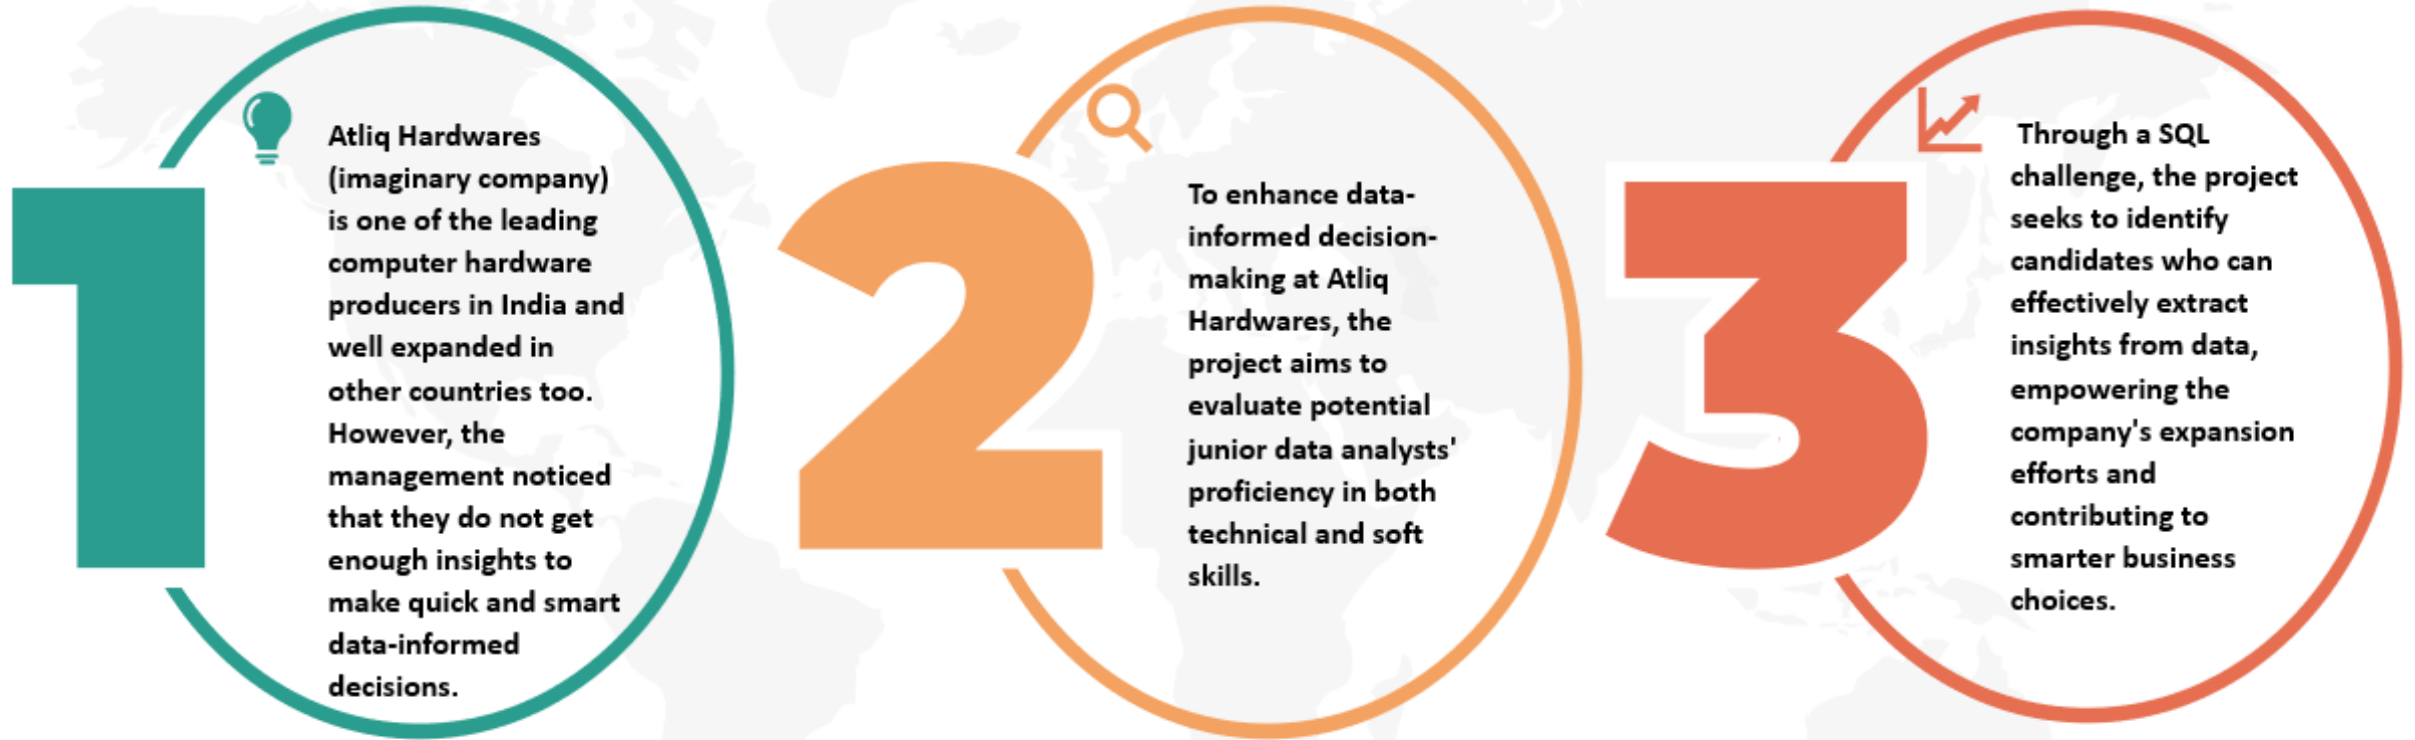 1
Atliq Hardwares
(imaginary company)
is one of the leading
computer hardware
producers in India and
well expanded in
other countries too.
However, the
management noticed
that they do not get
enough insights to
make quick and smart
data-informed
decisions.
2
To enhance data-
informed decision-
making at Atliq
Hardwares, the
project aims to
evaluate potential
junior data analysts'
proficiency in both
technical and soft
skills.
3
Through a SQL
challenge, the project
seeks to identify
candidates who can
effectively extract
insights from data,
empowering the
company's expansion
efforts and
contributing to
smarter business
choices.